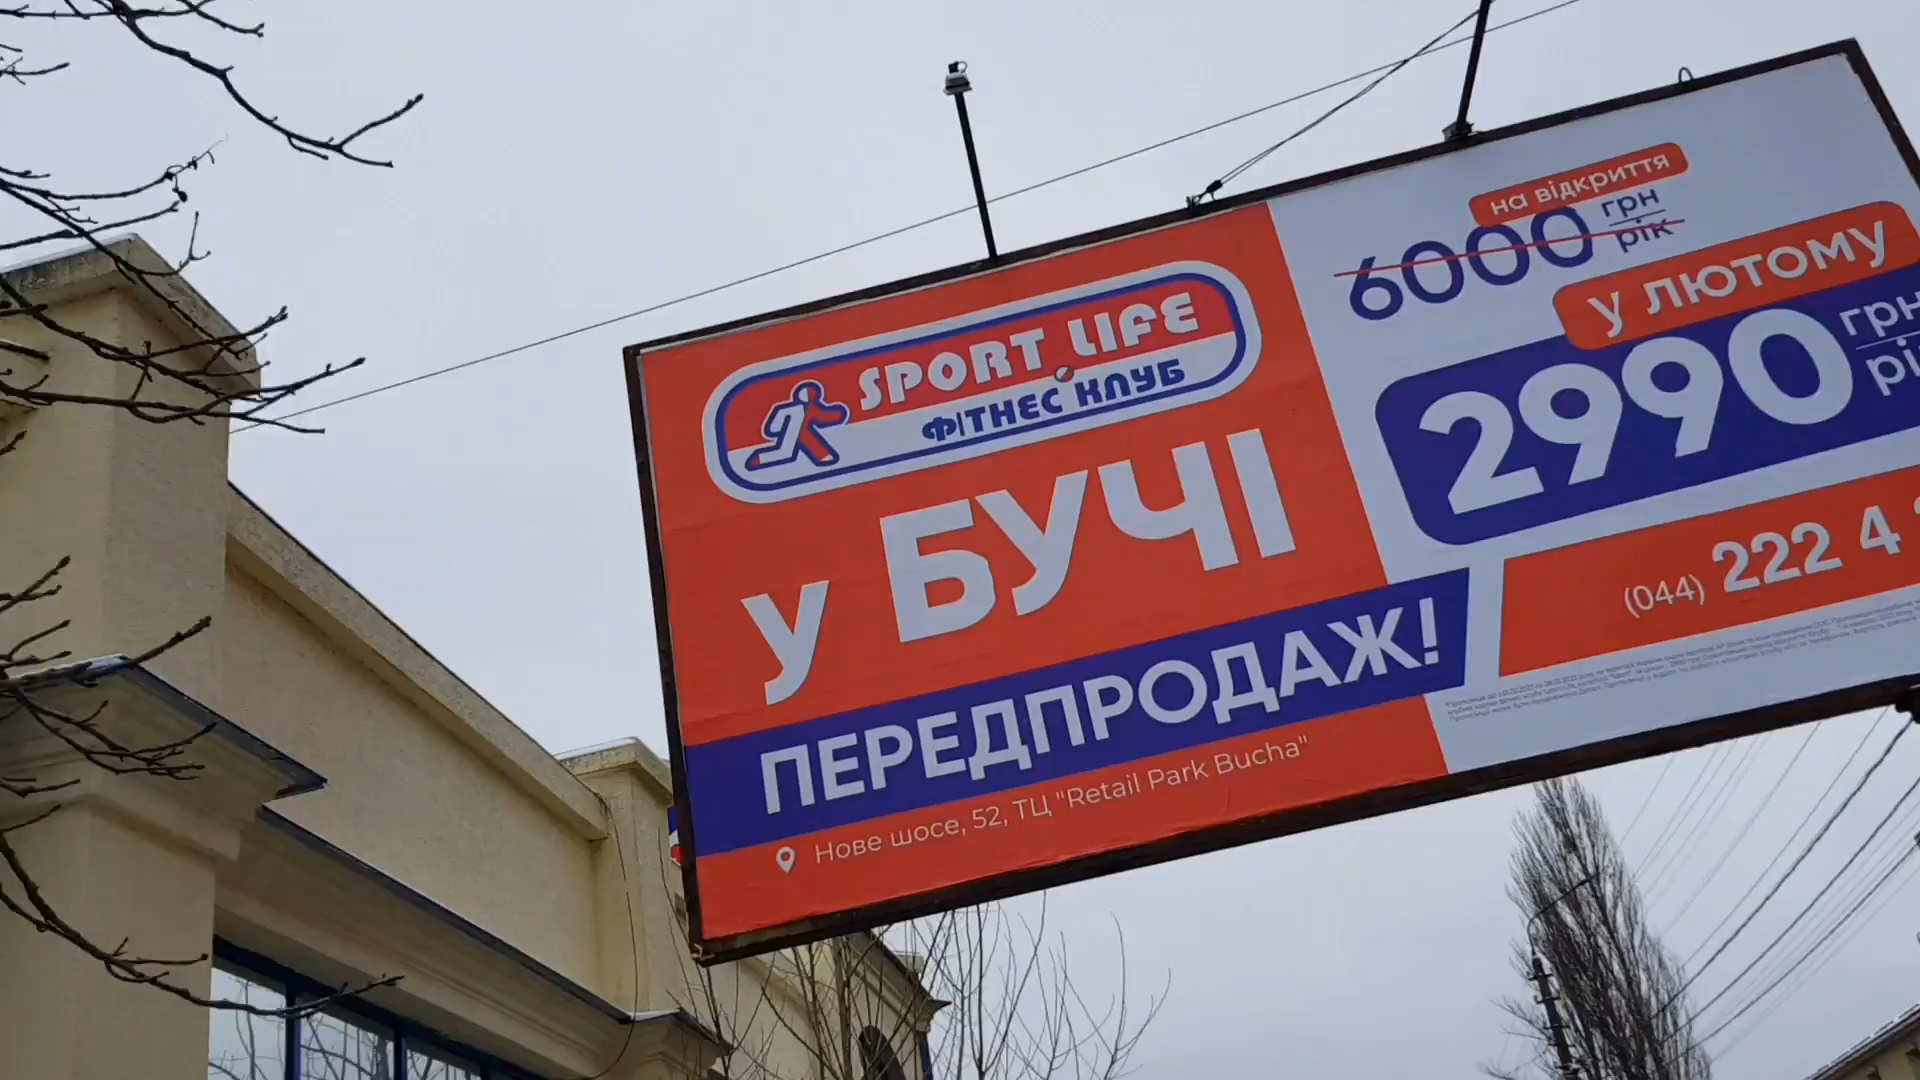 SPORT LIFE
ФІТНЕС КЛУБ
у БУЧІ
ПЕРЕДПРОДАЖ!
Нове шосе, 52, ТЦ "Retail Park Bucha"
на відкриття
6000 грн
рік
у лютому
2990 грн
(044) 222 4